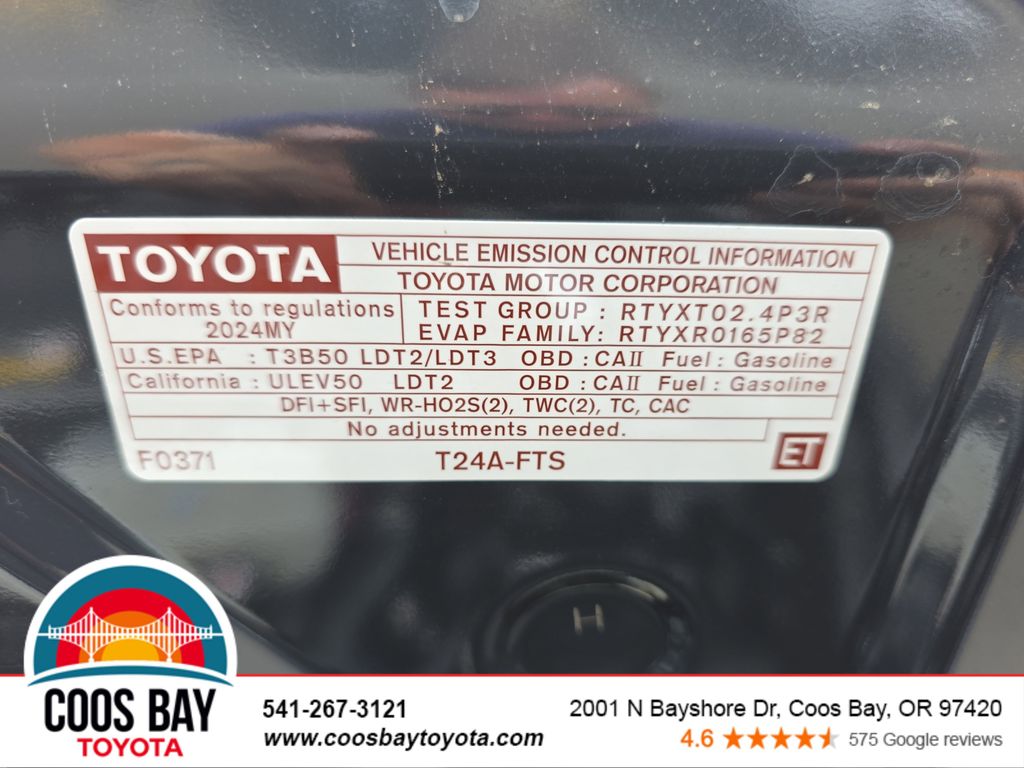 TOYOTA
VEHICLE EMISSION CONTROL INFORMATION
TOYOTA MOTOR CORPORATION
Conforms to regulations
2024MY
TEST GROUP : RTYXT02.4P3R
EVAP FAMILY: RTYXR0165P82
U.S.EPA : T3B50 LDT2/LDT3 OBD : CAII Fuel : Gasoline
California : ULEV50 LDT2 OBD : CAII Fuel : Gasoline
DFI+SFI, WR-HO2S(2), TWC(2), TC, CAC
No adjustments needed.
F0371 T24A-FTS ET
H
COOS BAY
TOYOTA
541-267-3121
www.coosbaytoyota.com
2001 N Bayshore Dr, Coos Bay, OR 97420
4.6 575 Google reviews